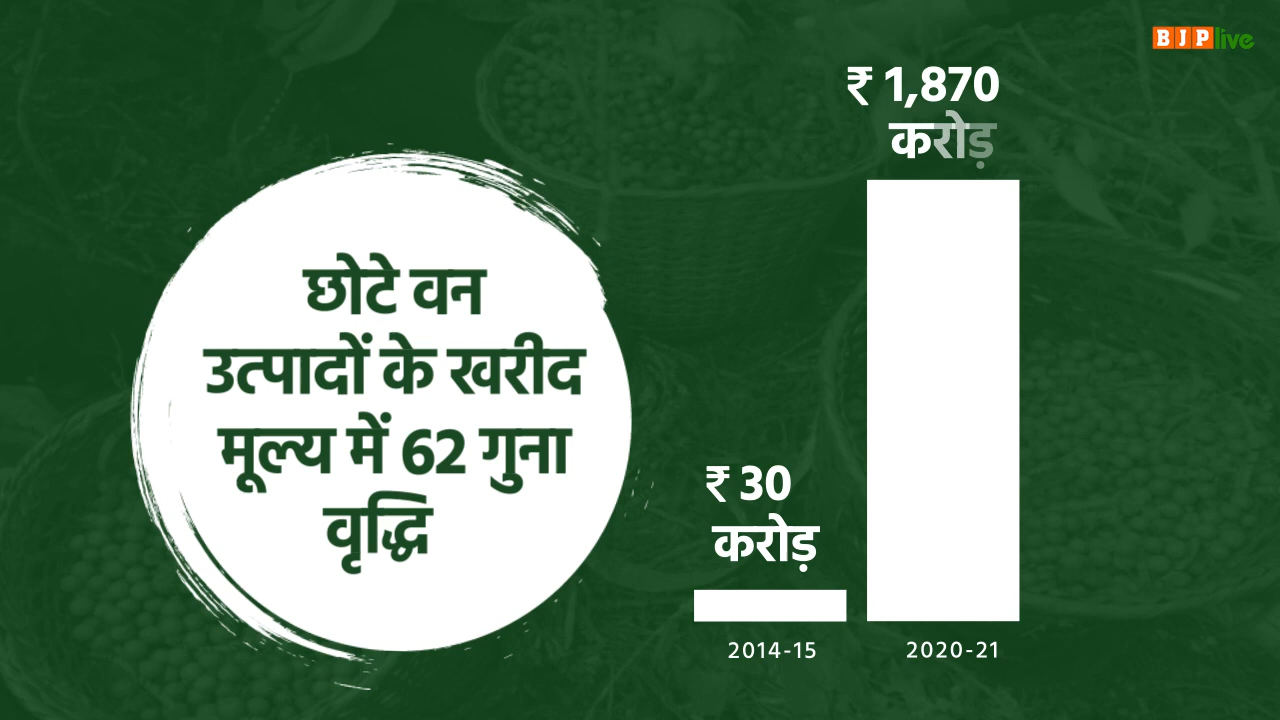 BJP live
₹ 1,870
करोड़
छोटे वन
उत्पादों के खरीद
मूल्य में 62 गुना
वृद्धि
₹ 30
करोड़
2014-15
2020-21